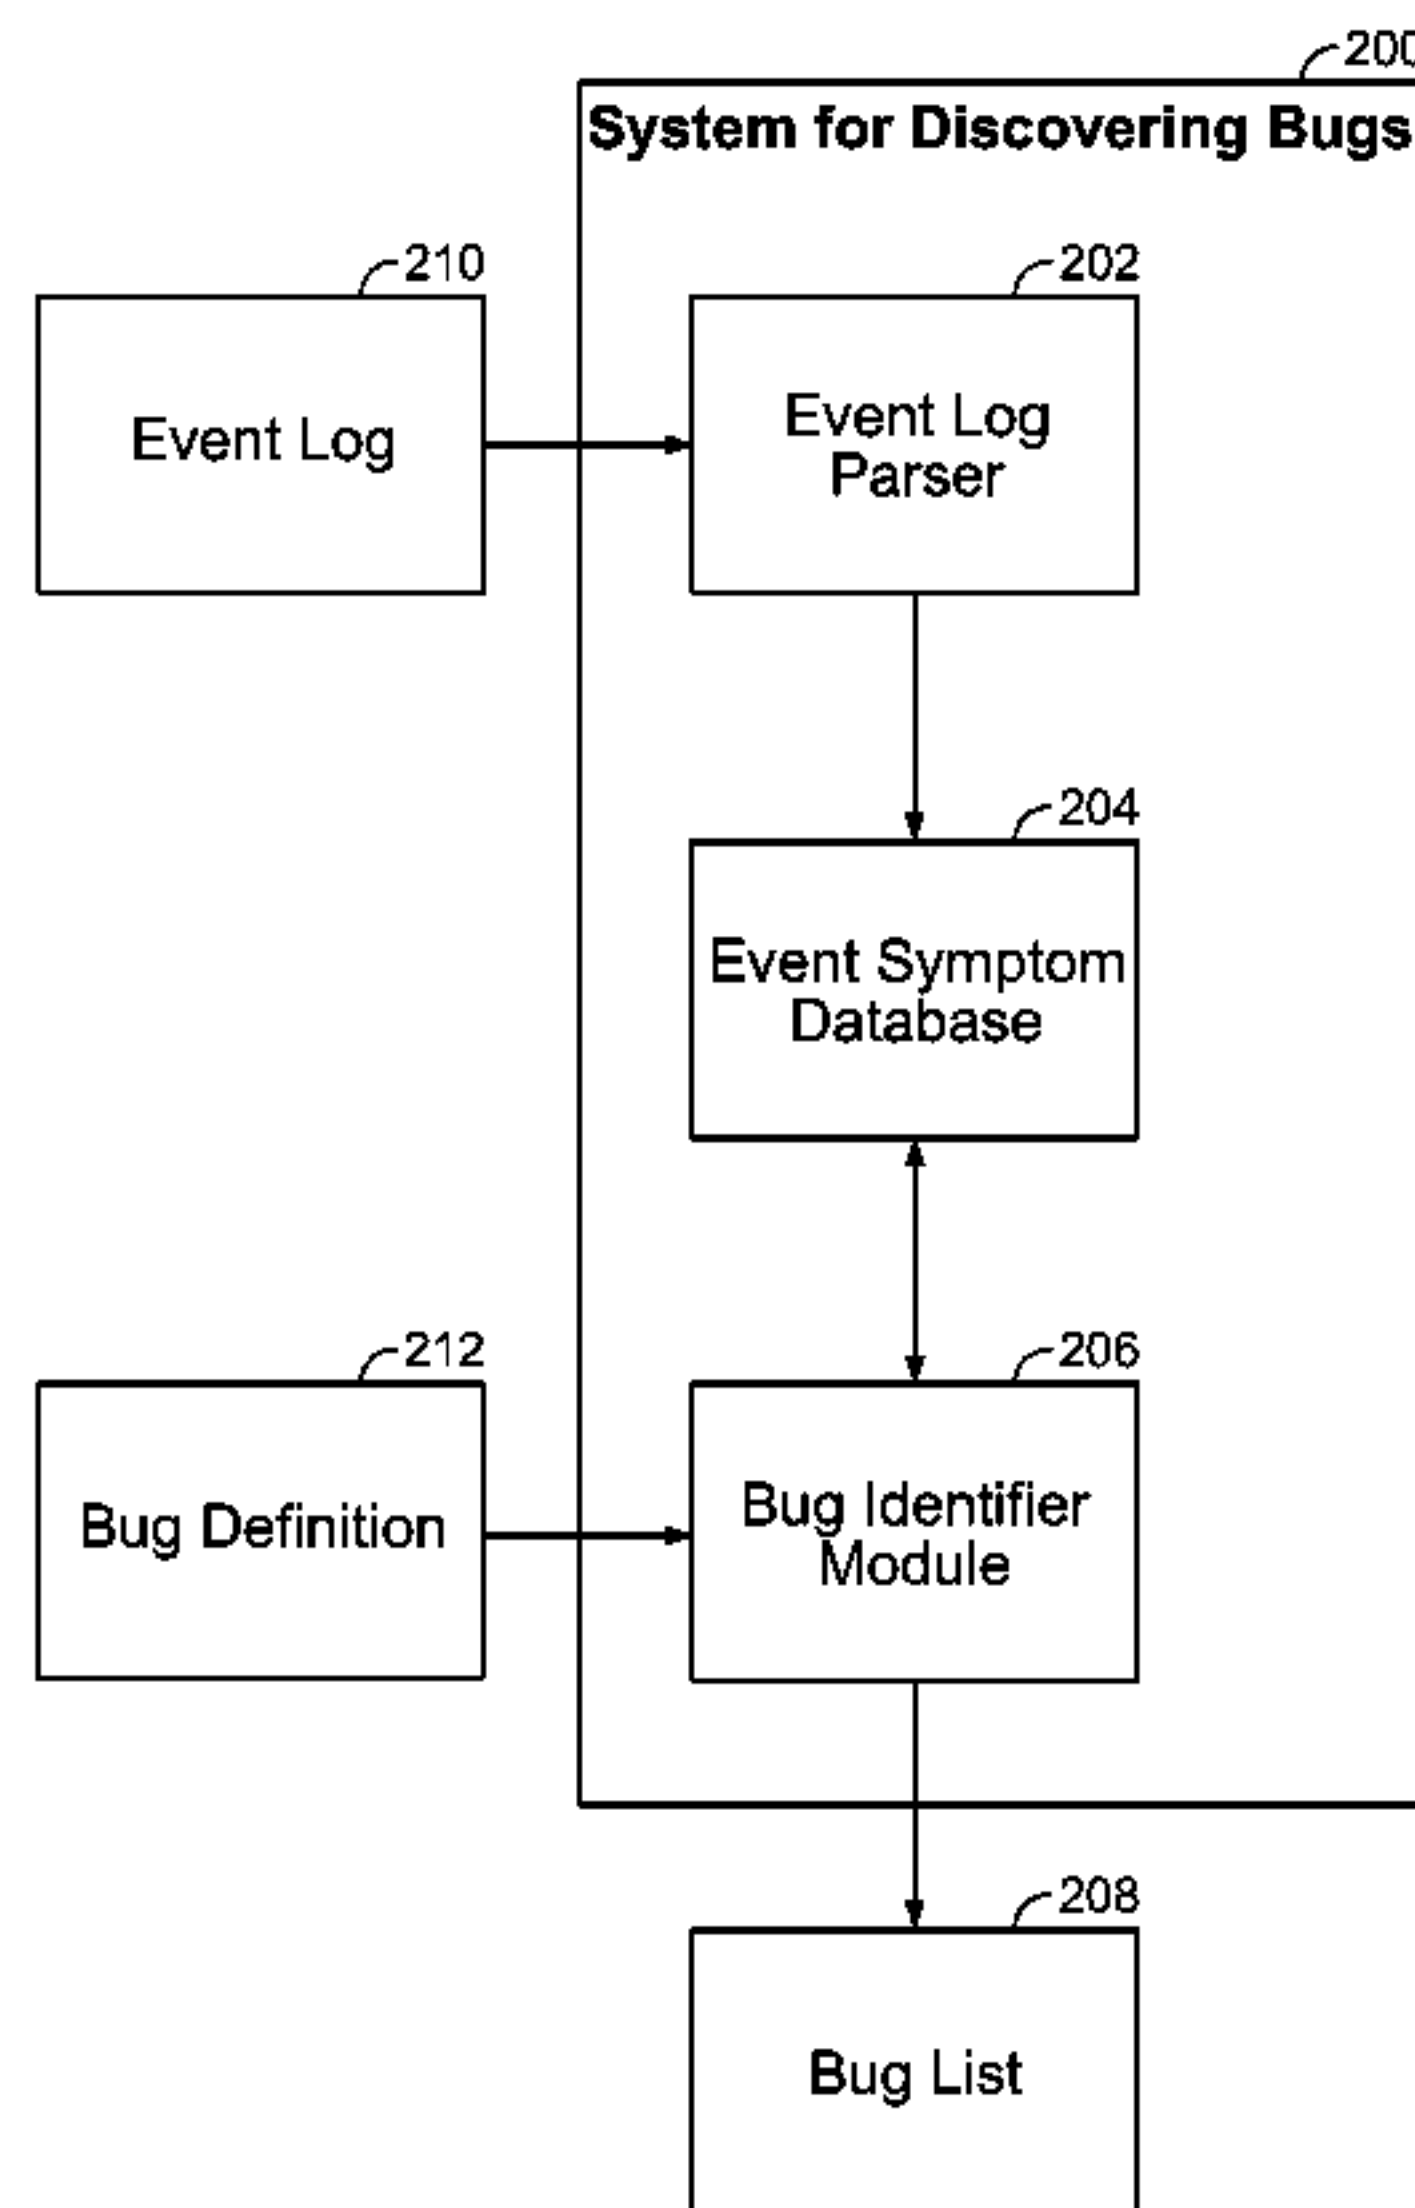 200
System for Discovering Bugs
210
202
Event Log
Event Log
Parser
204
Event Symptom
Database
212
206
Bug Definition
Bug Identifier
Module
208
Bug List